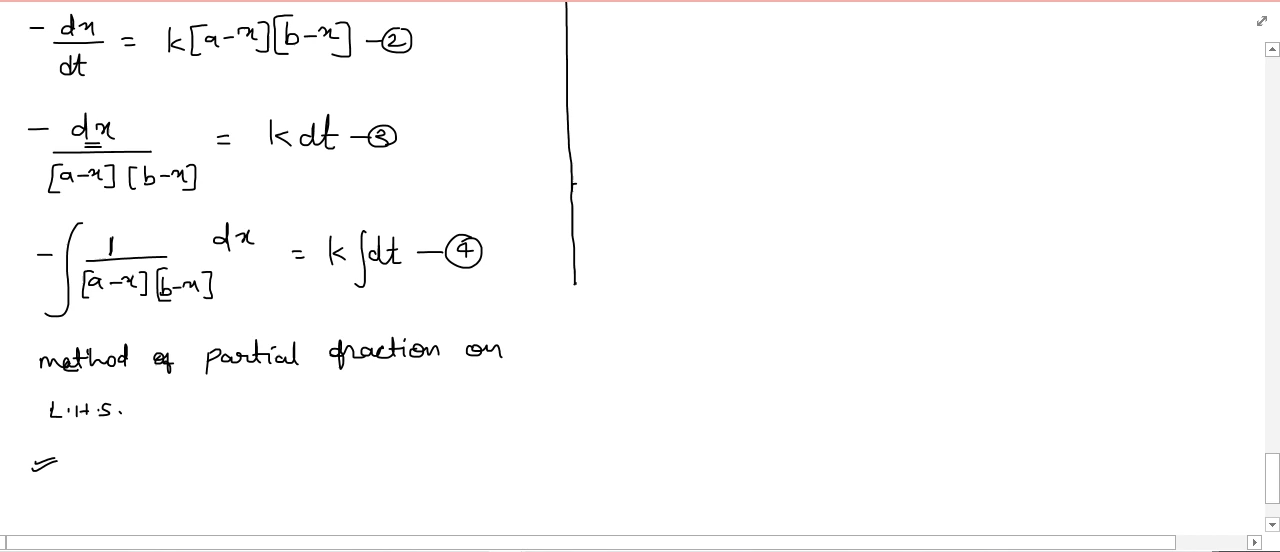 - dx/dt = k[a-x][b-x] -②
- dx/[a-x][b-x] = k dt -③
- ∫ 1/[a-x][b-x] dx = k ∫dt -④
method of partial fraction on
L.H.S.